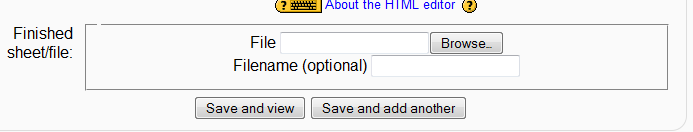 About the HTML editor
Finished sheet/file:
File Browse...
Filename (optional)
Save and view Save and add another